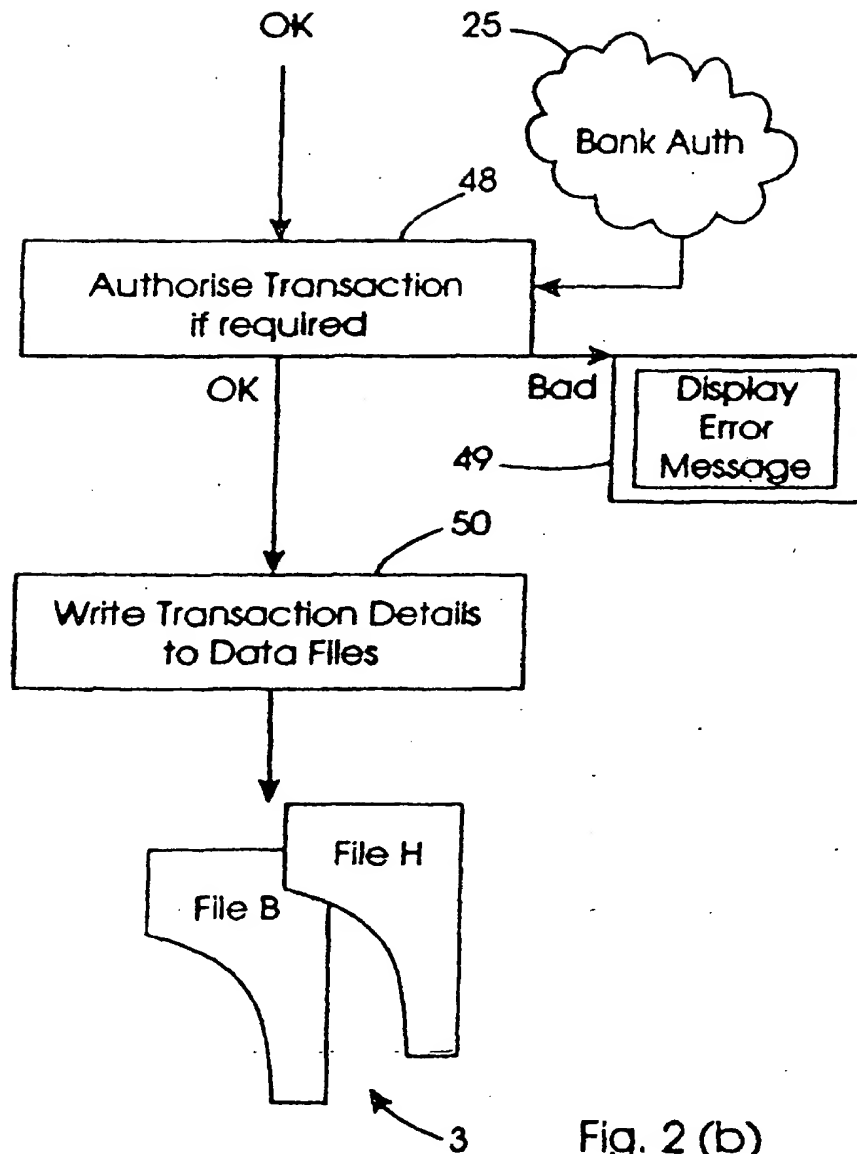 OK
25
Bank Auth
48
Authorise Transaction
if required
OK
Bad
Display
Error
Message
49
50
Write Transaction Details
to Data Files
File H
File B
3
Fig. 2 (b)